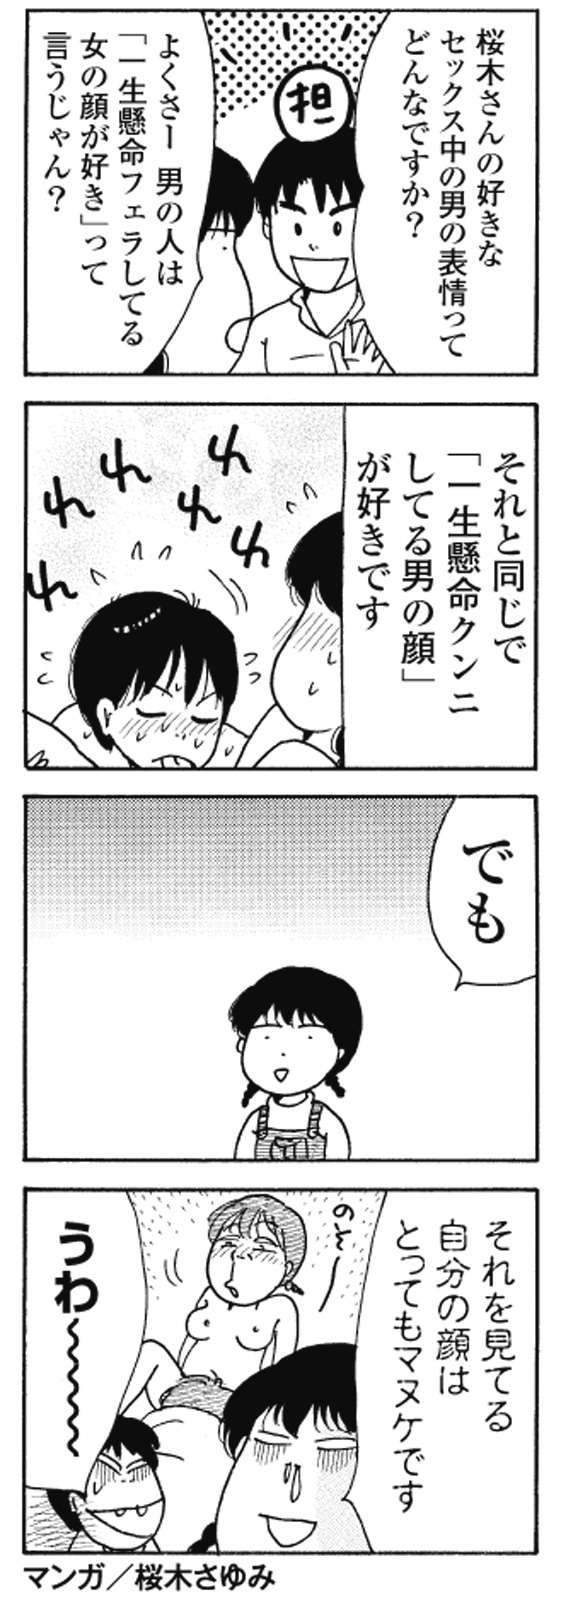 桜木さんの好きな
セックス中の男の表情って
どんなですか？
担
よくさー 男の人は
「一生懸命フェラしてる
女の顔が好き」って
言うじゃん？
それと同じで
「一生懸命クンニ
してる男の顔」
が好きです
れ
れ
れ
れ
れ
れ
でも
それを見てる
自分の顔は
とってもマヌケです
のそー
うわ〜〜〜〜
マンガ／桜木さゆみ